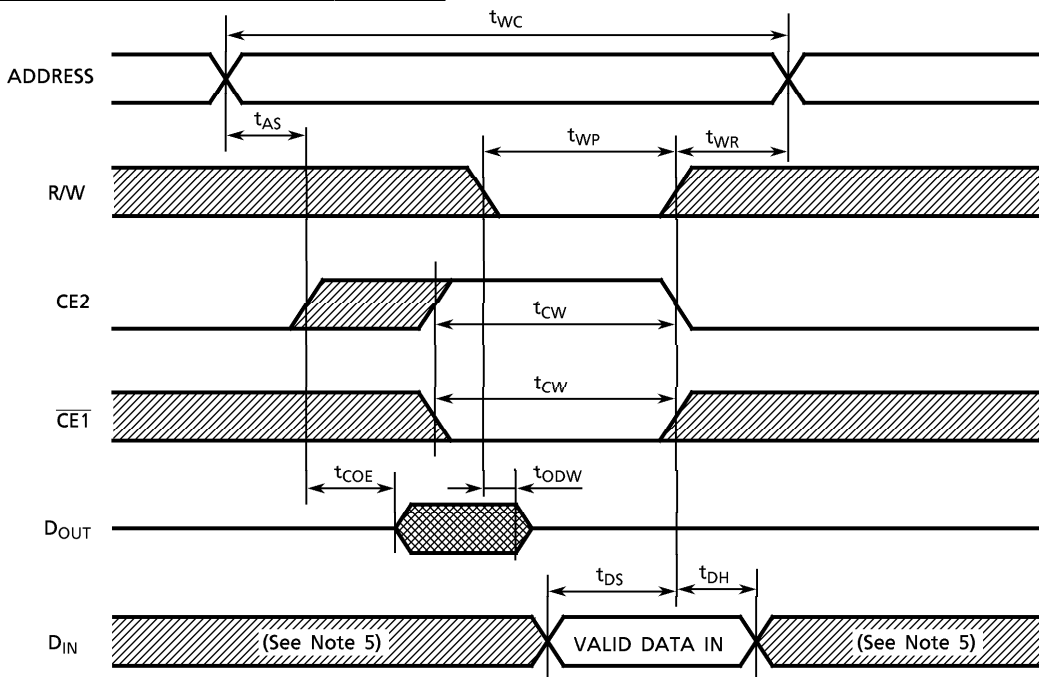 tWC
ADDRESS
tAS
tWP
tWR
R/W
CE2
tCW
tCW
CE1
tCOE
tODW
DOUT
tDS
tDH
DIN
(See Note 5)
VALID DATA IN
(See Note 5)